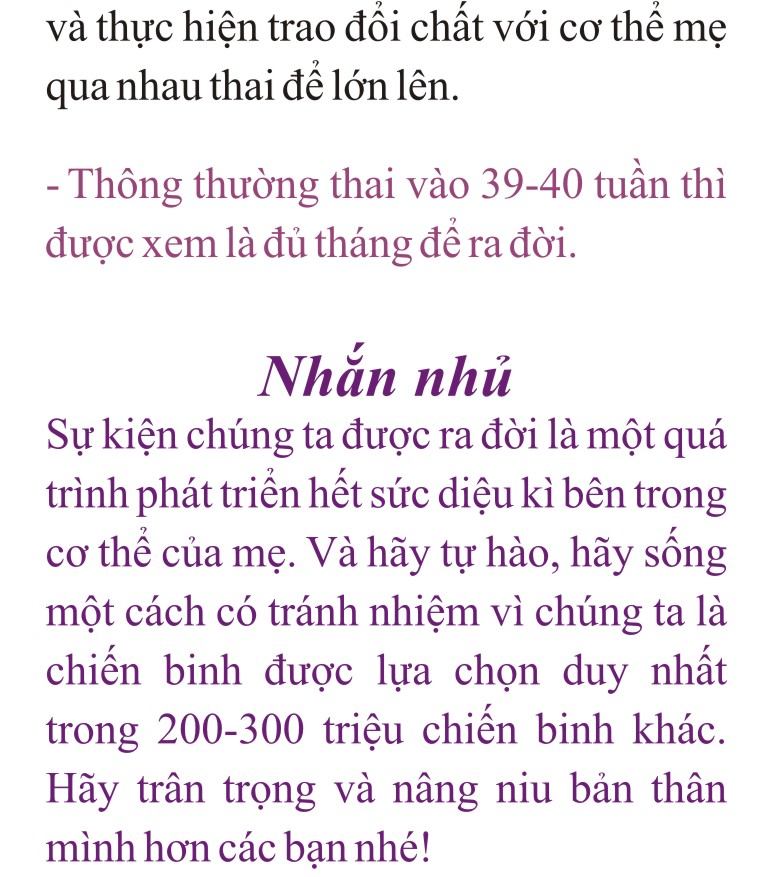 và thực hiện trao đổi chất với cơ thể mẹ
qua nhau thai để lớn lên.
- Thông thường thai vào 39-40 tuần thì
được xem là đủ tháng để ra đời.
Nhắn nhủ
Sự kiện chúng ta được ra đời là một quá
trình phát triển hết sức diệu kì bên trong
cơ thể của mẹ. Và hãy tự hào, hãy sống
một cách có tránh nhiệm vì chúng ta là
chiến binh được lựa chọn duy nhất
trong 200-300 triệu chiến binh khác.
Hãy trân trọng và nâng niu bản thân
mình hơn các bạn nhé!